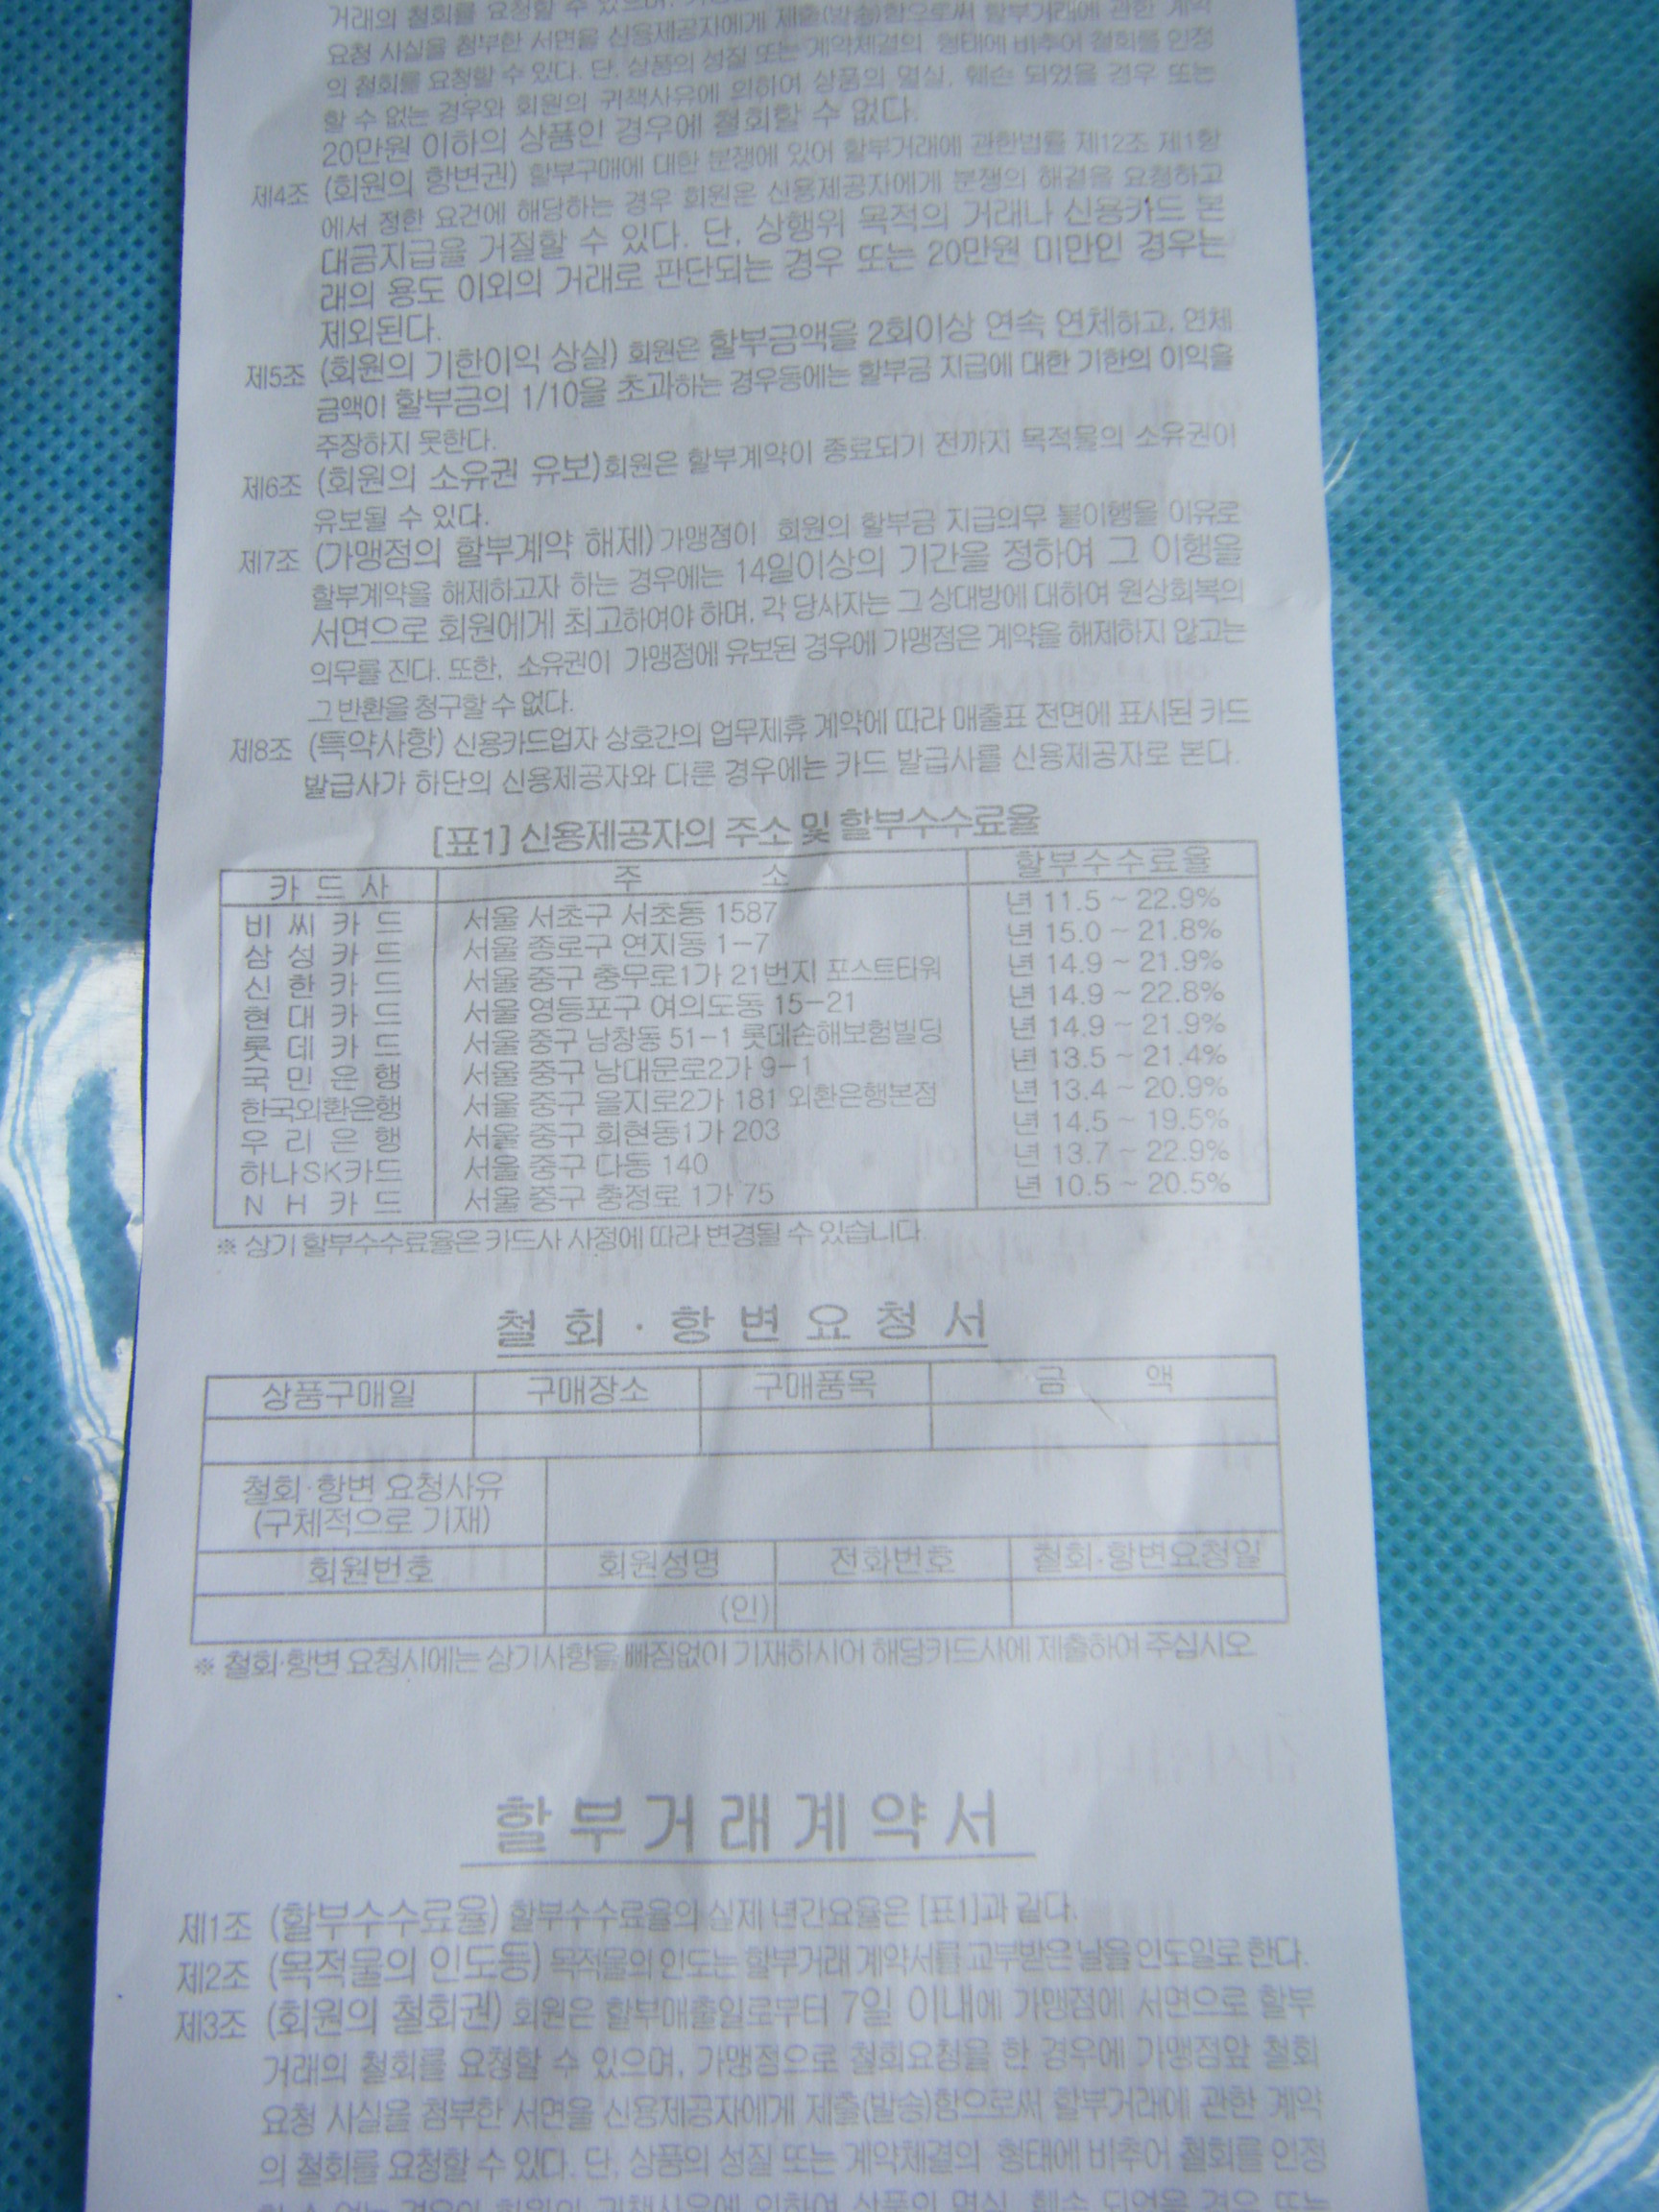 거래의 철회를 요청할 수 있으며,
요청 사실을 첨부한 서면을 신용제공자에게 제출(발송)함으로써 할부거래에 관한 계약
의 철회를 요청할 수 있다. 단, 상품의 성질 또는 계약체결의 형태에 비추어 철회를 인정
할 수 없는 경우와 회원의 귀책사유에 의하여 상품의 멸실, 훼손 되었을 경우 또는
20만원 이하의 상품인 경우에 철회할 수 없다.
제4조 (회원의 항변권) 할부구매에 대한 분쟁에 있어 할부거래에 관한법률 제12조 제1항
에서 정한 요건에 해당하는 경우 회원은 신용제공자에게 분쟁의 해결을 요청하고
대금지급을 거절할 수 있다. 단, 상행위 목적의 거래나 신용카드 본
래의 용도 이외의 거래로 판단되는 경우 또는 20만원 미만인 경우는
제외된다.
제5조 (회원의 기한이익 상실) 회원은 할부금액을 2회이상 연속 연체하고, 연체
금액이 할부금의 1/10을 초과하는 경우등에는 할부금 지급에 대한 기한의 이익을
주장하지 못한다.
제6조 (회원의 소유권 유보)회원은 할부계약이 종료되기 전까지 목적물의 소유권이
유보될 수 있다.
제7조 (가맹점의 할부계약 해제)가맹점이 회원의 할부금 지급의무 불이행을 이유로
할부계약을 해제하고자 하는 경우에는 14일이상의 기간을 정하여 그 이행을
서면으로 회원에게 최고하여야 하며, 각 당사자는 그 상대방에 대하여 원상회복의
의무를 진다. 또한, 소유권이 가맹점에 유보된 경우에 가맹점은 계약을 해제하지 않고는
그 반환을 청구할 수 없다.
제8조 (특약사항) 신용카드업자 상호간의 업무제휴 계약에 따라 매출표 전면에 표시된 카드
발급사가 하단의 신용제공자와 다른 경우에는 카드 발급사를 신용제공자로 본다.
[표1] 신용제공자의 주소 및 할부수수료율
카 드 사 주 소 할부수수료율
비 씨 카 드 서울 서초구 서초동 1587 년 11.5 ~ 22.9%
삼 성 카 드 서울 종로구 연지동 1-7 년 15.0 ~ 21.8%
신 한 카 드 서울 중구 충무로1가 21번지 포스트타워 년 14.9 ~ 21.9%
현 대 카 드 서울 영등포구 여의도동 15-21 년 14.9 ~ 22.8%
롯 데 카 드 서울 중구 남창동 51-1 롯데손해보험빌딩 년 14.9 ~ 21.9%
국 민 은 행 서울 중구 남대문로2가 9-1 년 13.5 ~ 21.4%
한국외환은행 서울 중구 을지로2가 181 외환은행본점 년 13.4 ~ 20.9%
우 리 은 행 서울 중구 회현동1가 203 년 14.5 ~ 19.5%
하나SK카드 서울 중구 다동 140 년 13.7 ~ 22.9%
N H 카 드 서울 중구 충정로 1가 75 년 10.5 ~ 20.5%
※ 상기 할부수수료율은 카드사 사정에 따라 변경될 수 있습니다
철 회 · 항 변 요 청 서
상품구매일 구매장소 구매품목 금 액
철회·항변 요청사유
(구체적으로 기재)
회원번호 회원성명 전화번호 철회·항변요청일
(인)
※ 철회·항변 요청시에는 상기사항을 빠짐없이 기재하시어 해당카드사에 제출하여 주십시오
할 부 거 래 계 약 서
제1조 (할부수수료율) 할부수수료율의 실제 년간요율은 [표1]과 같다.
제2조 (목적물의 인도등) 목적물의 인도는 할부거래 계약서를 교부받은 날을 인도일로 한다.
제3조 (회원의 철회권) 회원은 할부매출일로부터 7일 이내에 가맹점에 서면으로 할부
거래의 철회를 요청할 수 있으며, 가맹점으로 철회요청을 한 경우에 가맹점앞 철회
요청 사실을 첨부한 서면을 신용제공자에게 제출(발송)함으로써 할부거래에 관한 계약
의 철회를 요청할 수 있다. 단, 상품의 성질 또는 계약체결의 형태에 비추어 철회를 인정
할 수 없는 경우와 회원의 귀책사유에 의하여 상품의 멸실, 훼손 되었을 경우 또는